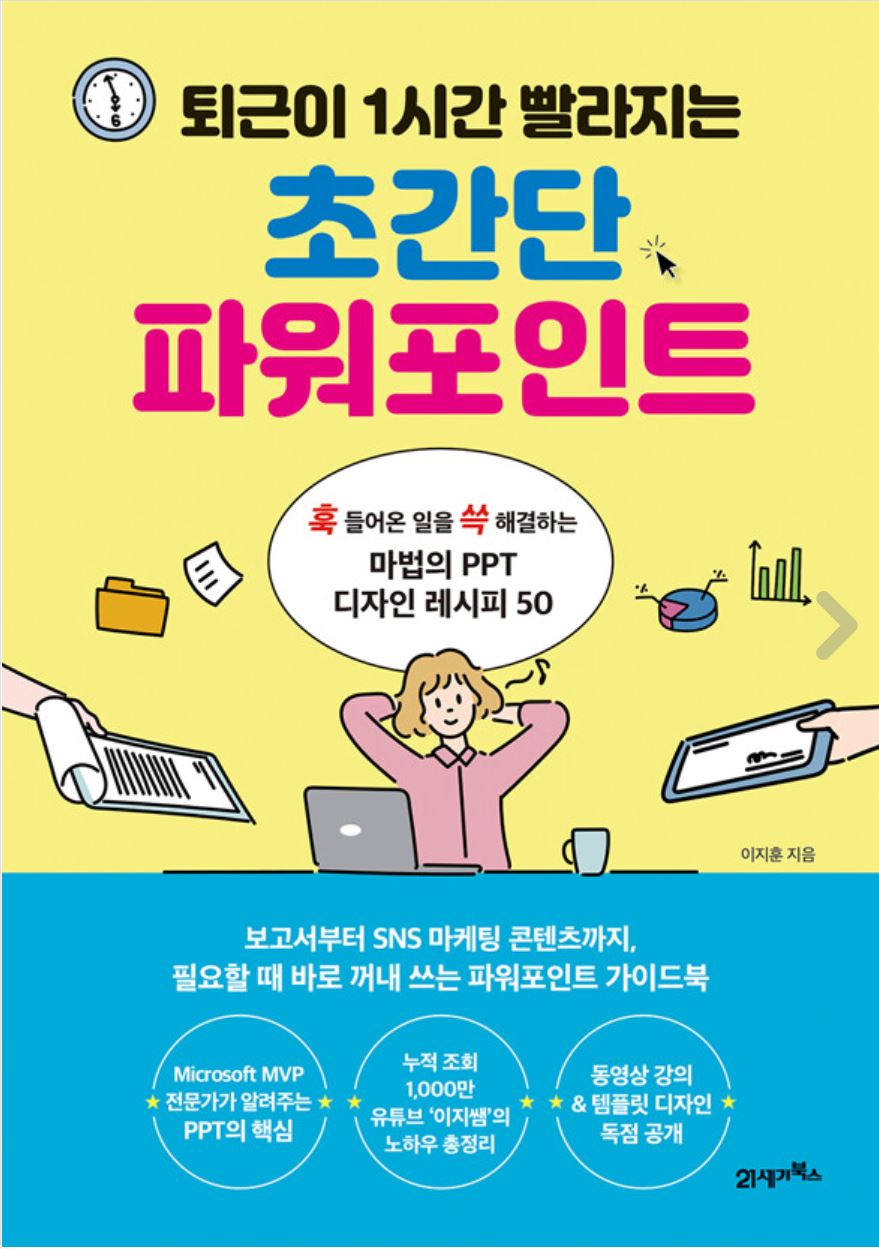 6
퇴근이 1시간 빨라지는
초간단
파워포인트
훅 들어온 일을 쓱 해결하는
마법의 PPT
디자인 레시피 50
%
%
이지훈 지음
보고서부터 SNS 마케팅 콘텐츠까지,
필요할 때 바로 꺼내 쓰는 파워포인트 가이드북
Microsoft MVP
전문가가 알려주는
PPT의 핵심
누적 조회
1,000만
유튜브 ‘이지쌤’의
노하우 총정리
동영상 강의
& 템플릿 디자인
독점 공개
21세기북스